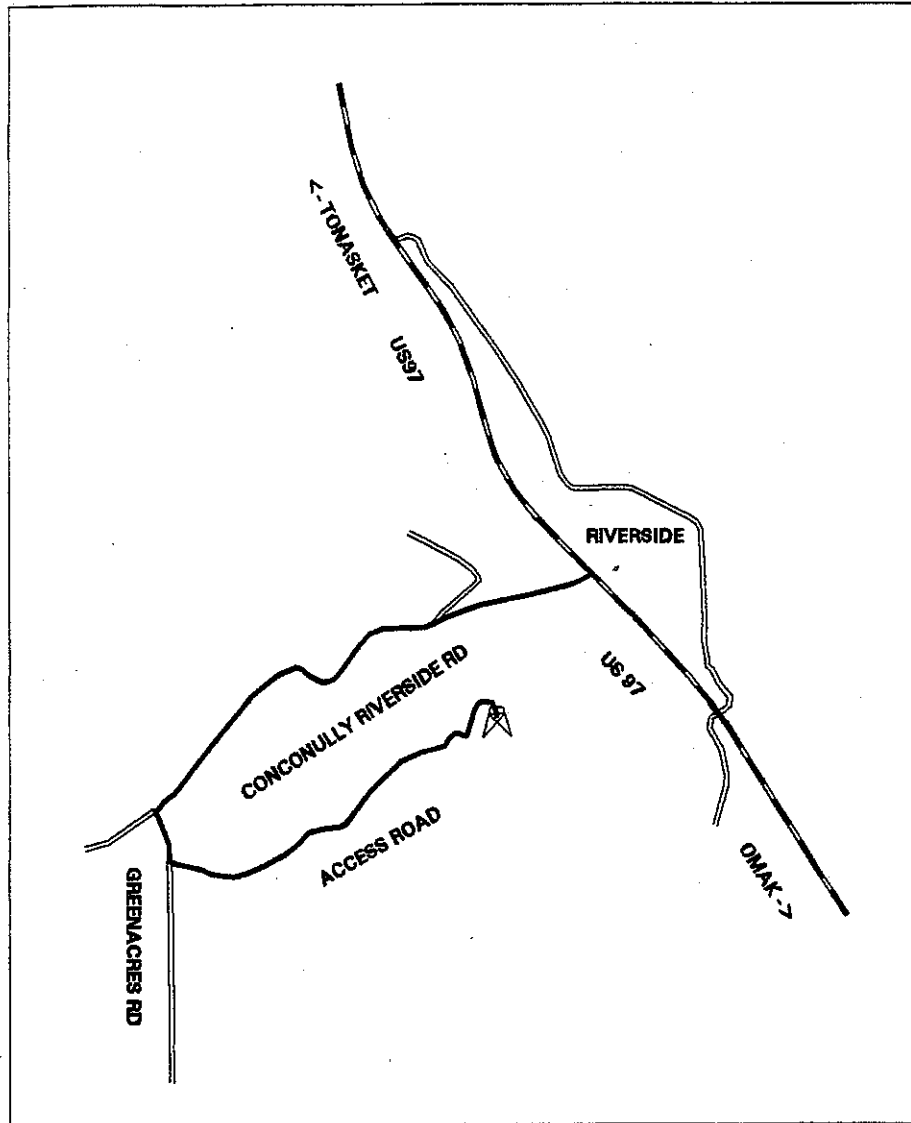 <- TONASKET
US97
RIVERSIDE
US 97
CONCONULLY RIVERSIDE RD
ACCESS ROAD
OMAK ->
GREENACRES RD